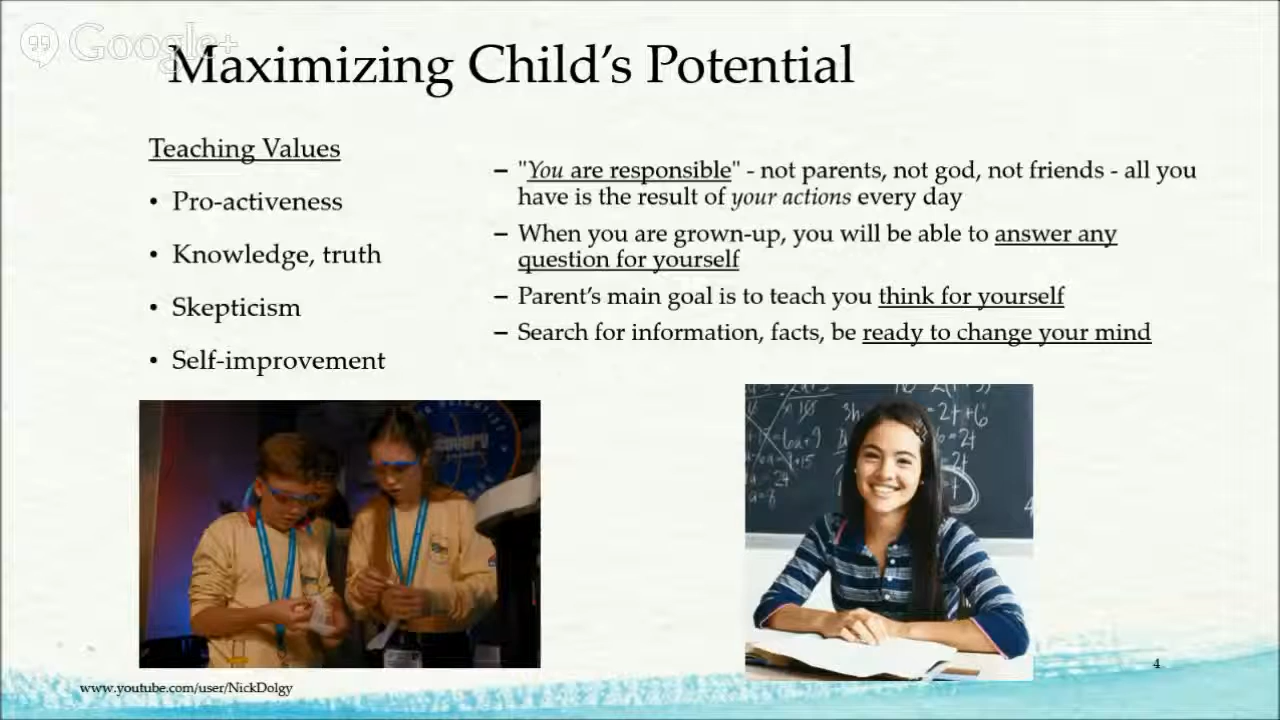 Google+
Maximizing Child's Potential
Teaching Values
• Pro-activeness
• Knowledge, truth
• Skepticism
• Self-improvement
– "You are responsible" - not parents, not god, not friends - all you
have is the result of your actions every day
– When you are grown-up, you will be able to answer any
question for yourself
– Parent's main goal is to teach you think for yourself
– Search for information, facts, be ready to change your mind
4
www.youtube.com/user/NickDolgy